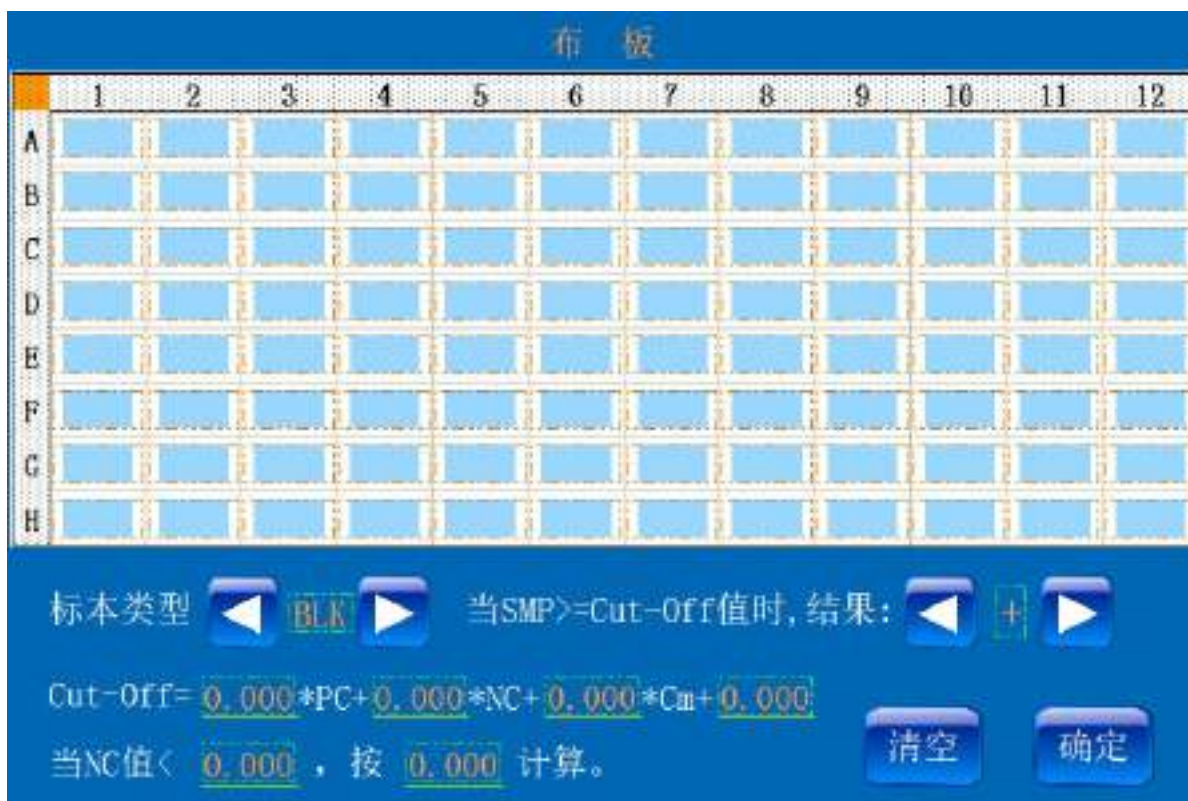 布 板
1 2 3 4 5 6 7 8 9 10 11 12
A
B
C
D
E
F
G
H
标本类型 BLK 当SMP>=Cut-Off值时,结果: +
Cut-Off= 0.000*PC+0.000*NC+0.000*Cm+0.000
当NC值< 0.000 , 按 0.000 计算。
清空 确定